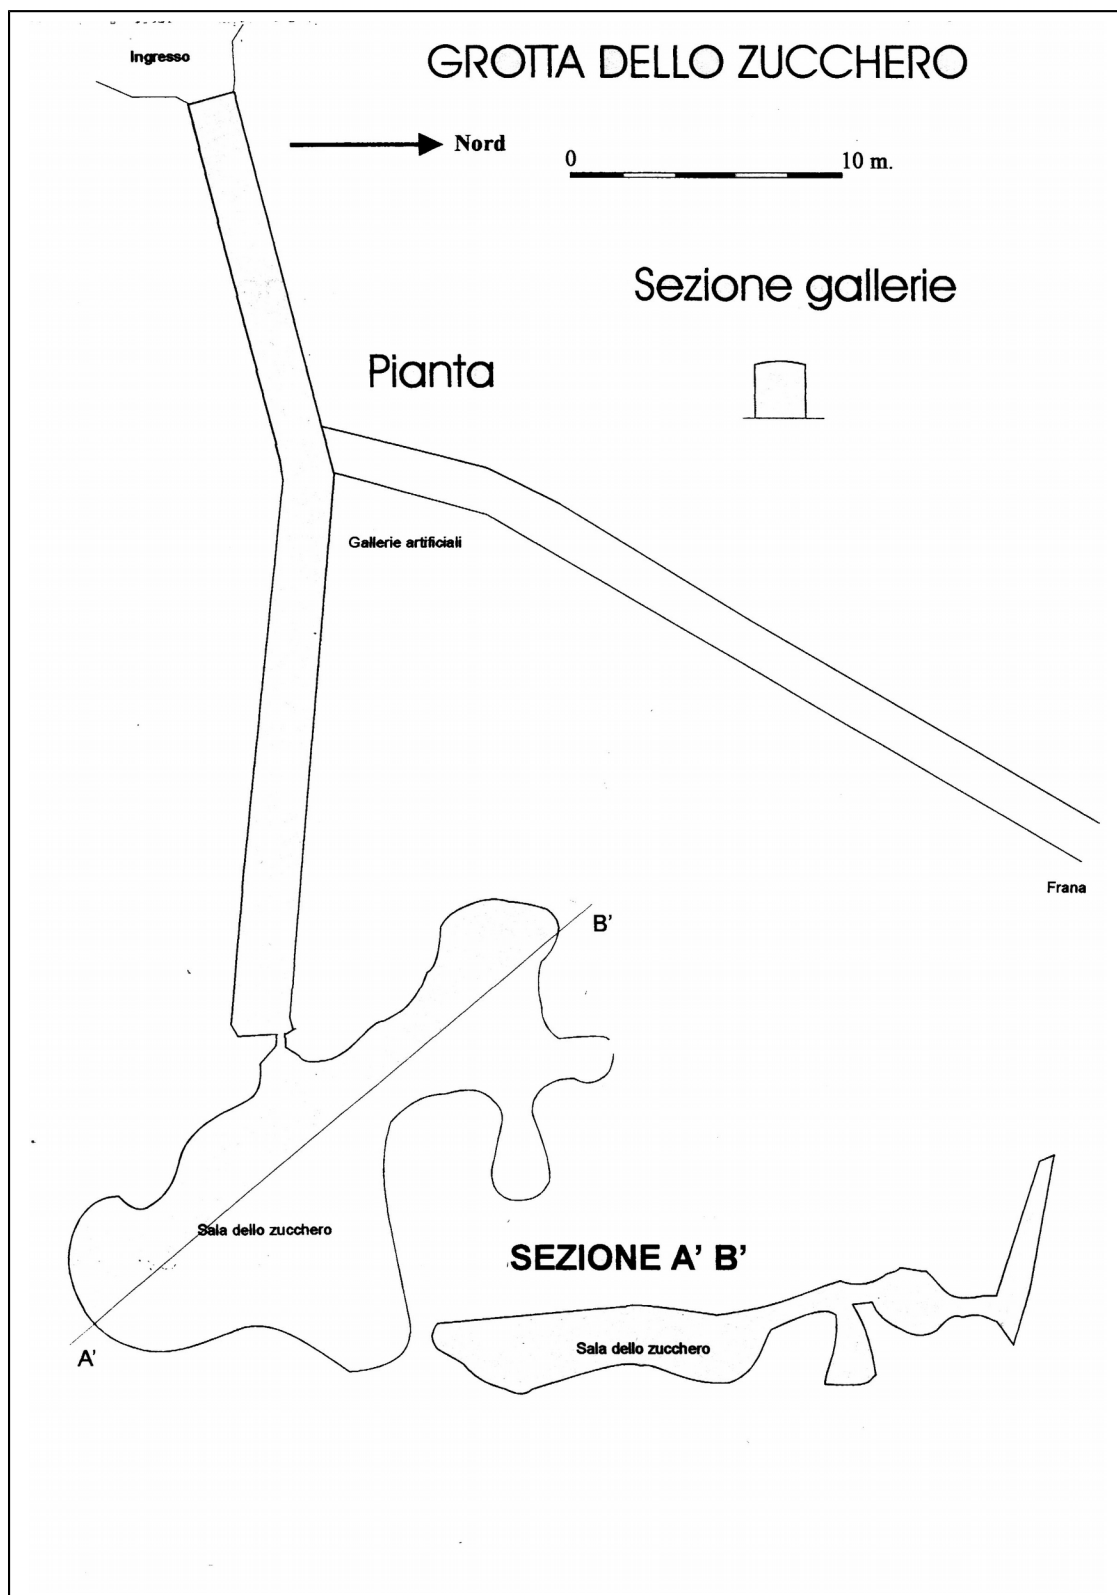 Ingresso
GROTTA DELLO ZUCCHERO
Nord
0
10 m.
Sezione gallerie
Pianta
Gallerie artificiali
Frana
B'
Sala dello zucchero
SEZIONE A' B'
Sala dello zucchero
A'